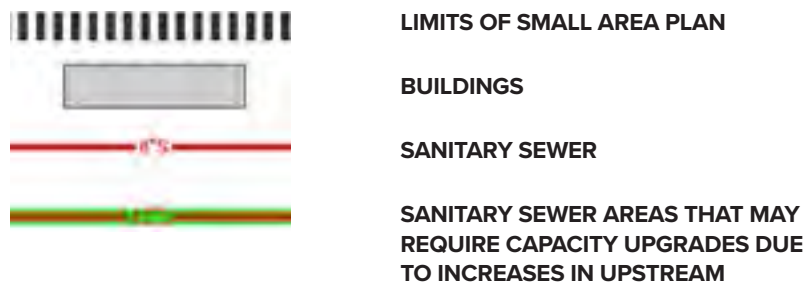 LIMITS OF SMALL AREA PLAN
BUILDINGS
8"S
SANITARY SEWER
SANITARY SEWER AREAS THAT MAY
REQUIRE CAPACITY UPGRADES DUE
TO INCREASES IN UPSTREAM